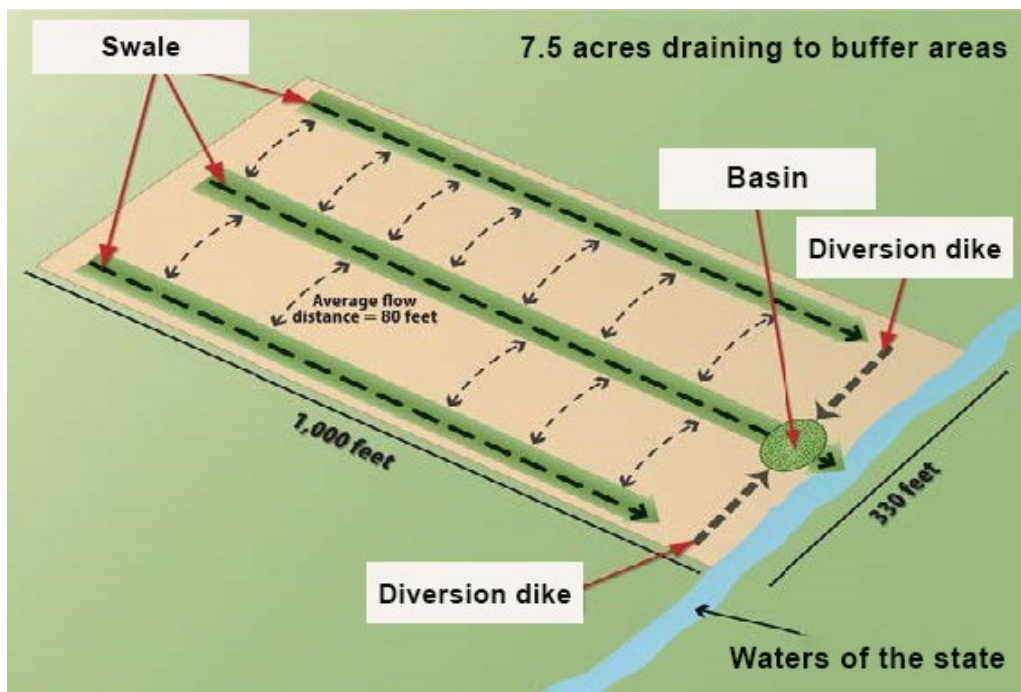 Swale
7.5 acres draining to buffer areas
Basin
Diversion dike
Average flow
distance = 80 feet
1,000 feet
330 feet
Diversion dike
Waters of the state